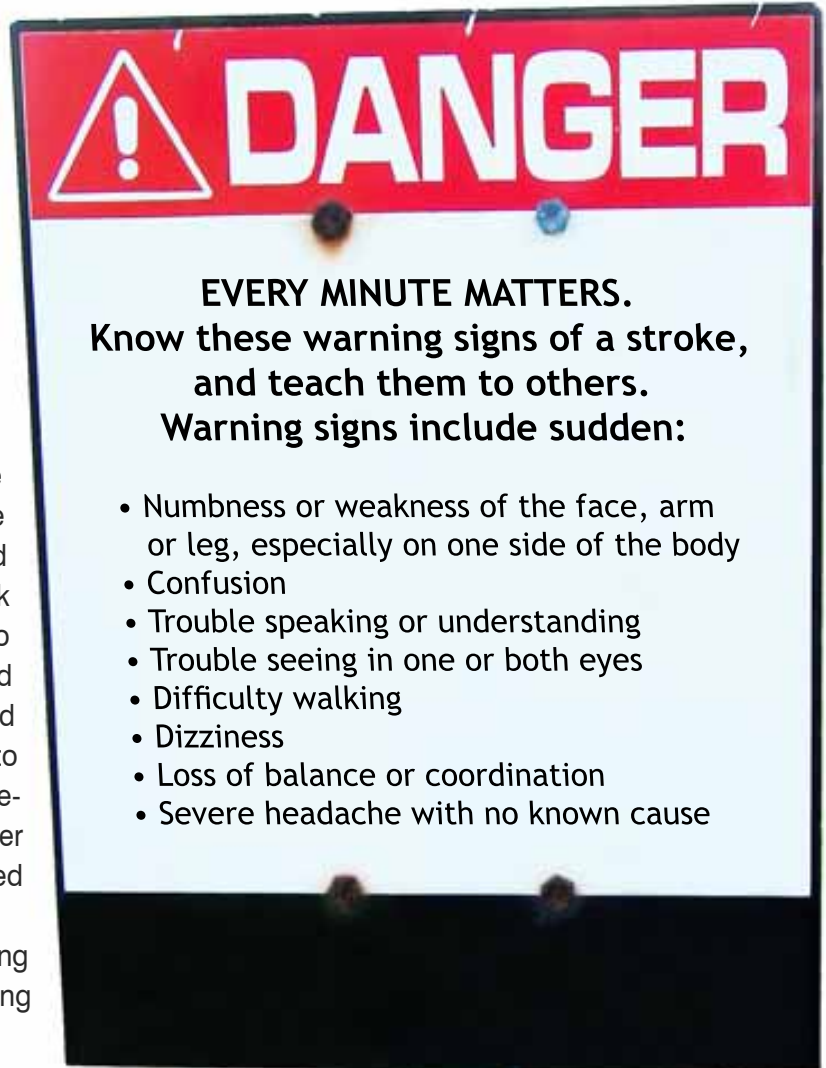 DANGER
EVERY MINUTE MATTERS.
Know these warning signs of a stroke,
and teach them to others.
Warning signs include sudden:
• Numbness or weakness of the face, arm
or leg, especially on one side of the body
• Confusion
• Trouble speaking or understanding
• Trouble seeing in one or both eyes
• Difficulty walking
• Dizziness
• Loss of balance or coordination
• Severe headache with no known cause